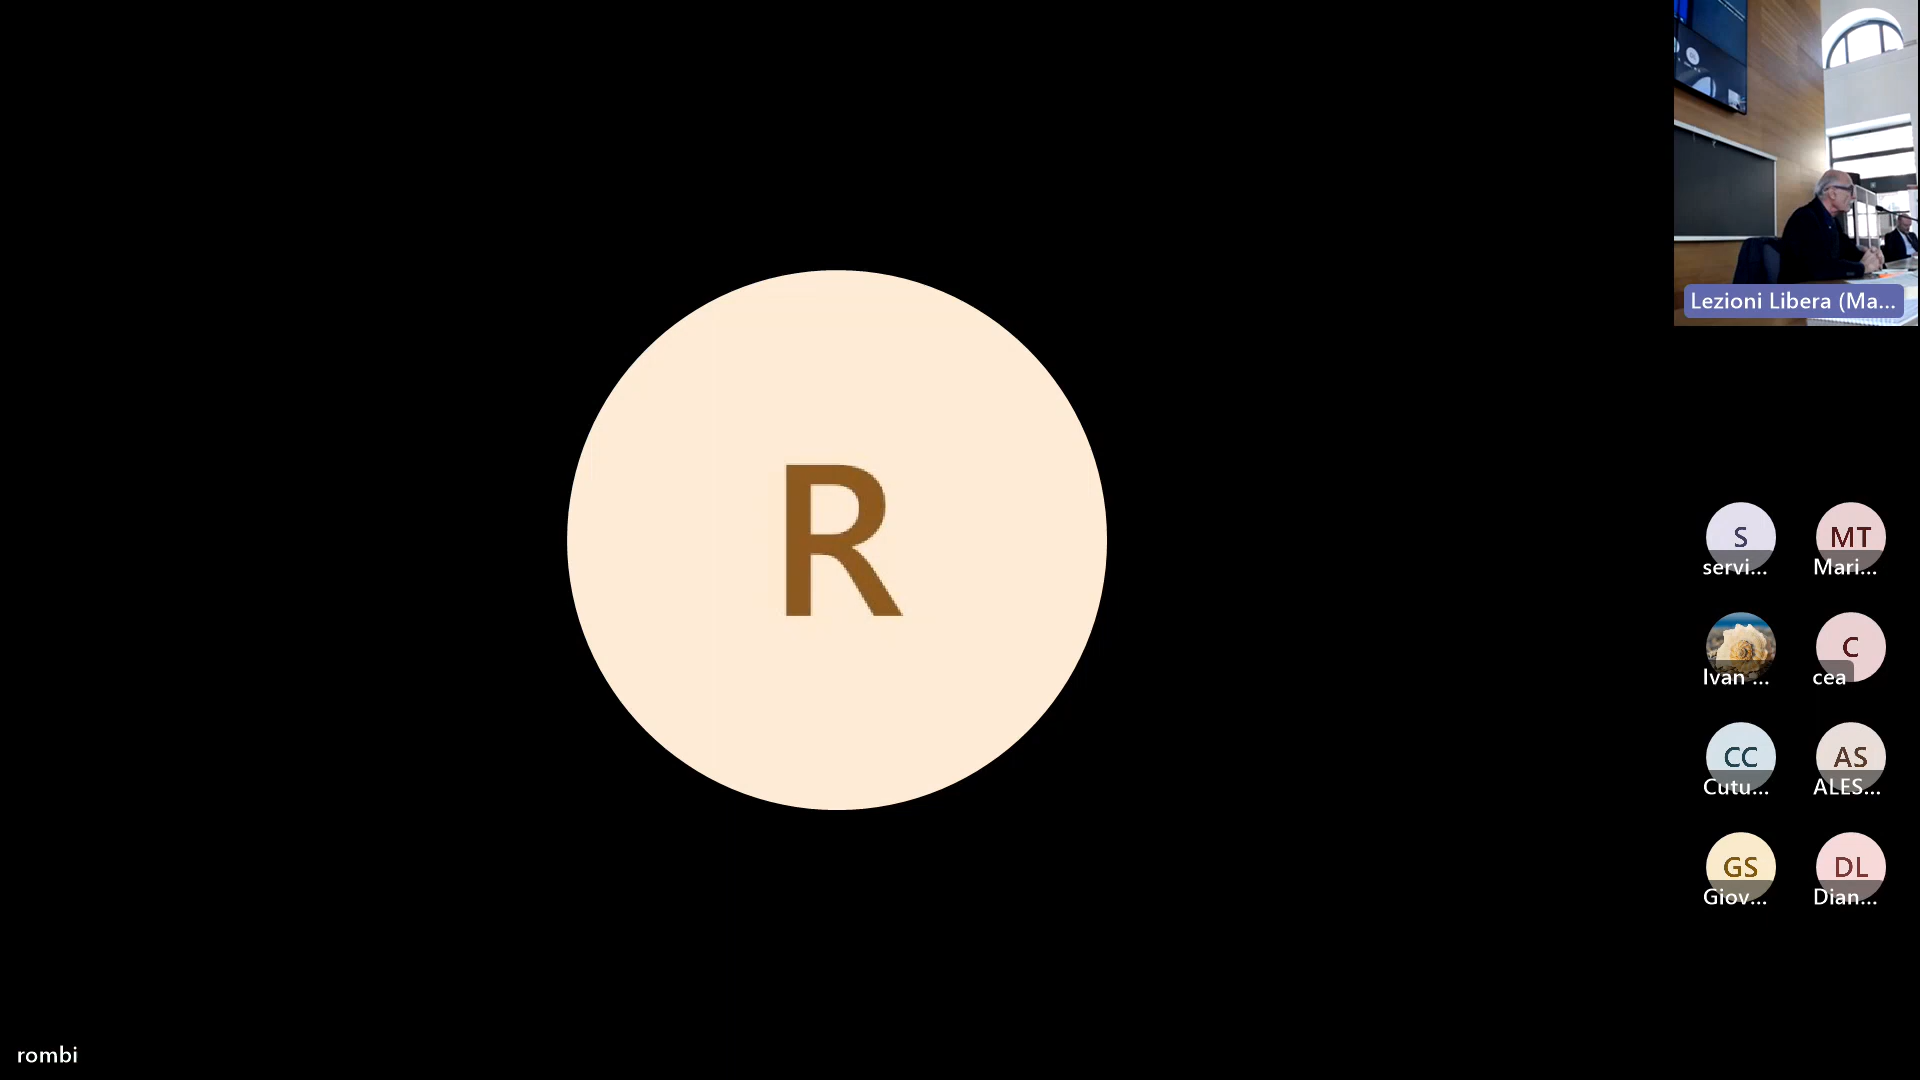 R
Lezioni Libera (Ma...
S
servi...
MT
Mari...
Ivan ...
C
cea
CC
Cutu...
AS
ALES...
GS
Giov...
DL
Dian...
rombi